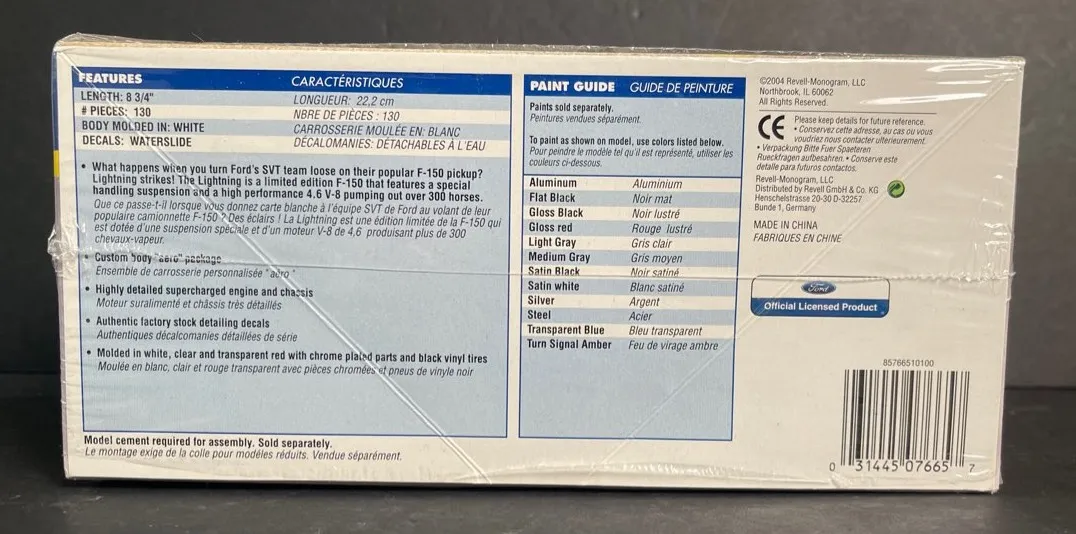 FEATURES CARACTÉRISTIQUES
LENGTH: 8 3/4" LONGUEUR: 22,2 cm
# PIECES: 130 NBRE DE PIÈCES : 130
BODY MOLDED IN: WHITE CARROSSERIE MOULÉE EN: BLANC
DECALS: WATERSLIDE DÉCALOMANIES: DÉTACHABLES À L'EAU
• What happens when you turn Ford's SVT team loose on their popular F-150 pickup?
Lightning strikes! The Lightning is a limited edition F-150 that features a special
handling suspension and a high performance 4.6 V-8 pumping out over 300 horses.
Que ce passe-t-il lorsque vous donnez carte blanche à l'équipe SVT de Ford au volant de leur
populaire camionnette F-150 ? Des éclairs ! La Lightning est une édition limitée de la F-150 qui
est dotée d'une suspension spéciale et d'un moteur V-8 de 4,6 produisant plus de 300
chevaux-vapeur.
• Custom body "aero" package
Ensemble de carrosserie personnalisée "aéro"
• Highly detailed supercharged engine and chassis
Moteur suralimenté et châssis très détaillés
• Authentic factory stock detailing decals
Authentiques décalcomanies détaillées de série
• Molded in white, clear and transparent red with chrome plated parts and black vinyl tires
Moulée en blanc, clair et rouge transparent avec pièces chromées et pneus de vinyle noir
Model cement required for assembly. Sold separately.
Le montage exige de la colle pour modéles réduits. Vendue séparément.
PAINT GUIDE GUIDE DE PEINTURE
Paints sold separately.
Peintures vendues séparément.
To paint as shown on model, use colors listed below.
Pour peindre le modèle tel qu'il est représenté, utiliser les
couleurs ci-dessous.
Aluminum Aluminium
Flat Black Noir mat
Gloss Black Noir lustré
Gloss red Rouge lustré
Light Gray Gris clair
Medium Gray Gris moyen
Satin Black Noir satiné
Satin white Blanc satiné
Silver Argent
Steel Acier
Transparent Blue Bleu transparent
Turn Signal Amber Feu de virage ambre
©2004 Revell-Monogram, LLC
Northbrook, IL 60062
All Rights Reserved.
CE
Please keep details for future reference.
• Conservez cette adresse, au cas ou vous
voudriez nous contacter ulterieurement.
• Verpackung Bitte Fuer Spaeteren
Rueckfragen aufbesahren. • Conserve este
detalle para futuros contactos.
Revell-Monogram, LLC
Distributed by Revell GmbH & Co. KG
Henschelstrasse 20-30 D-32257
Bunde 1, Germany
MADE IN CHINA
FABRIQUÉS EN CHINE
Ford
Official Licensed Product
85766510100
0 31445 07665 7